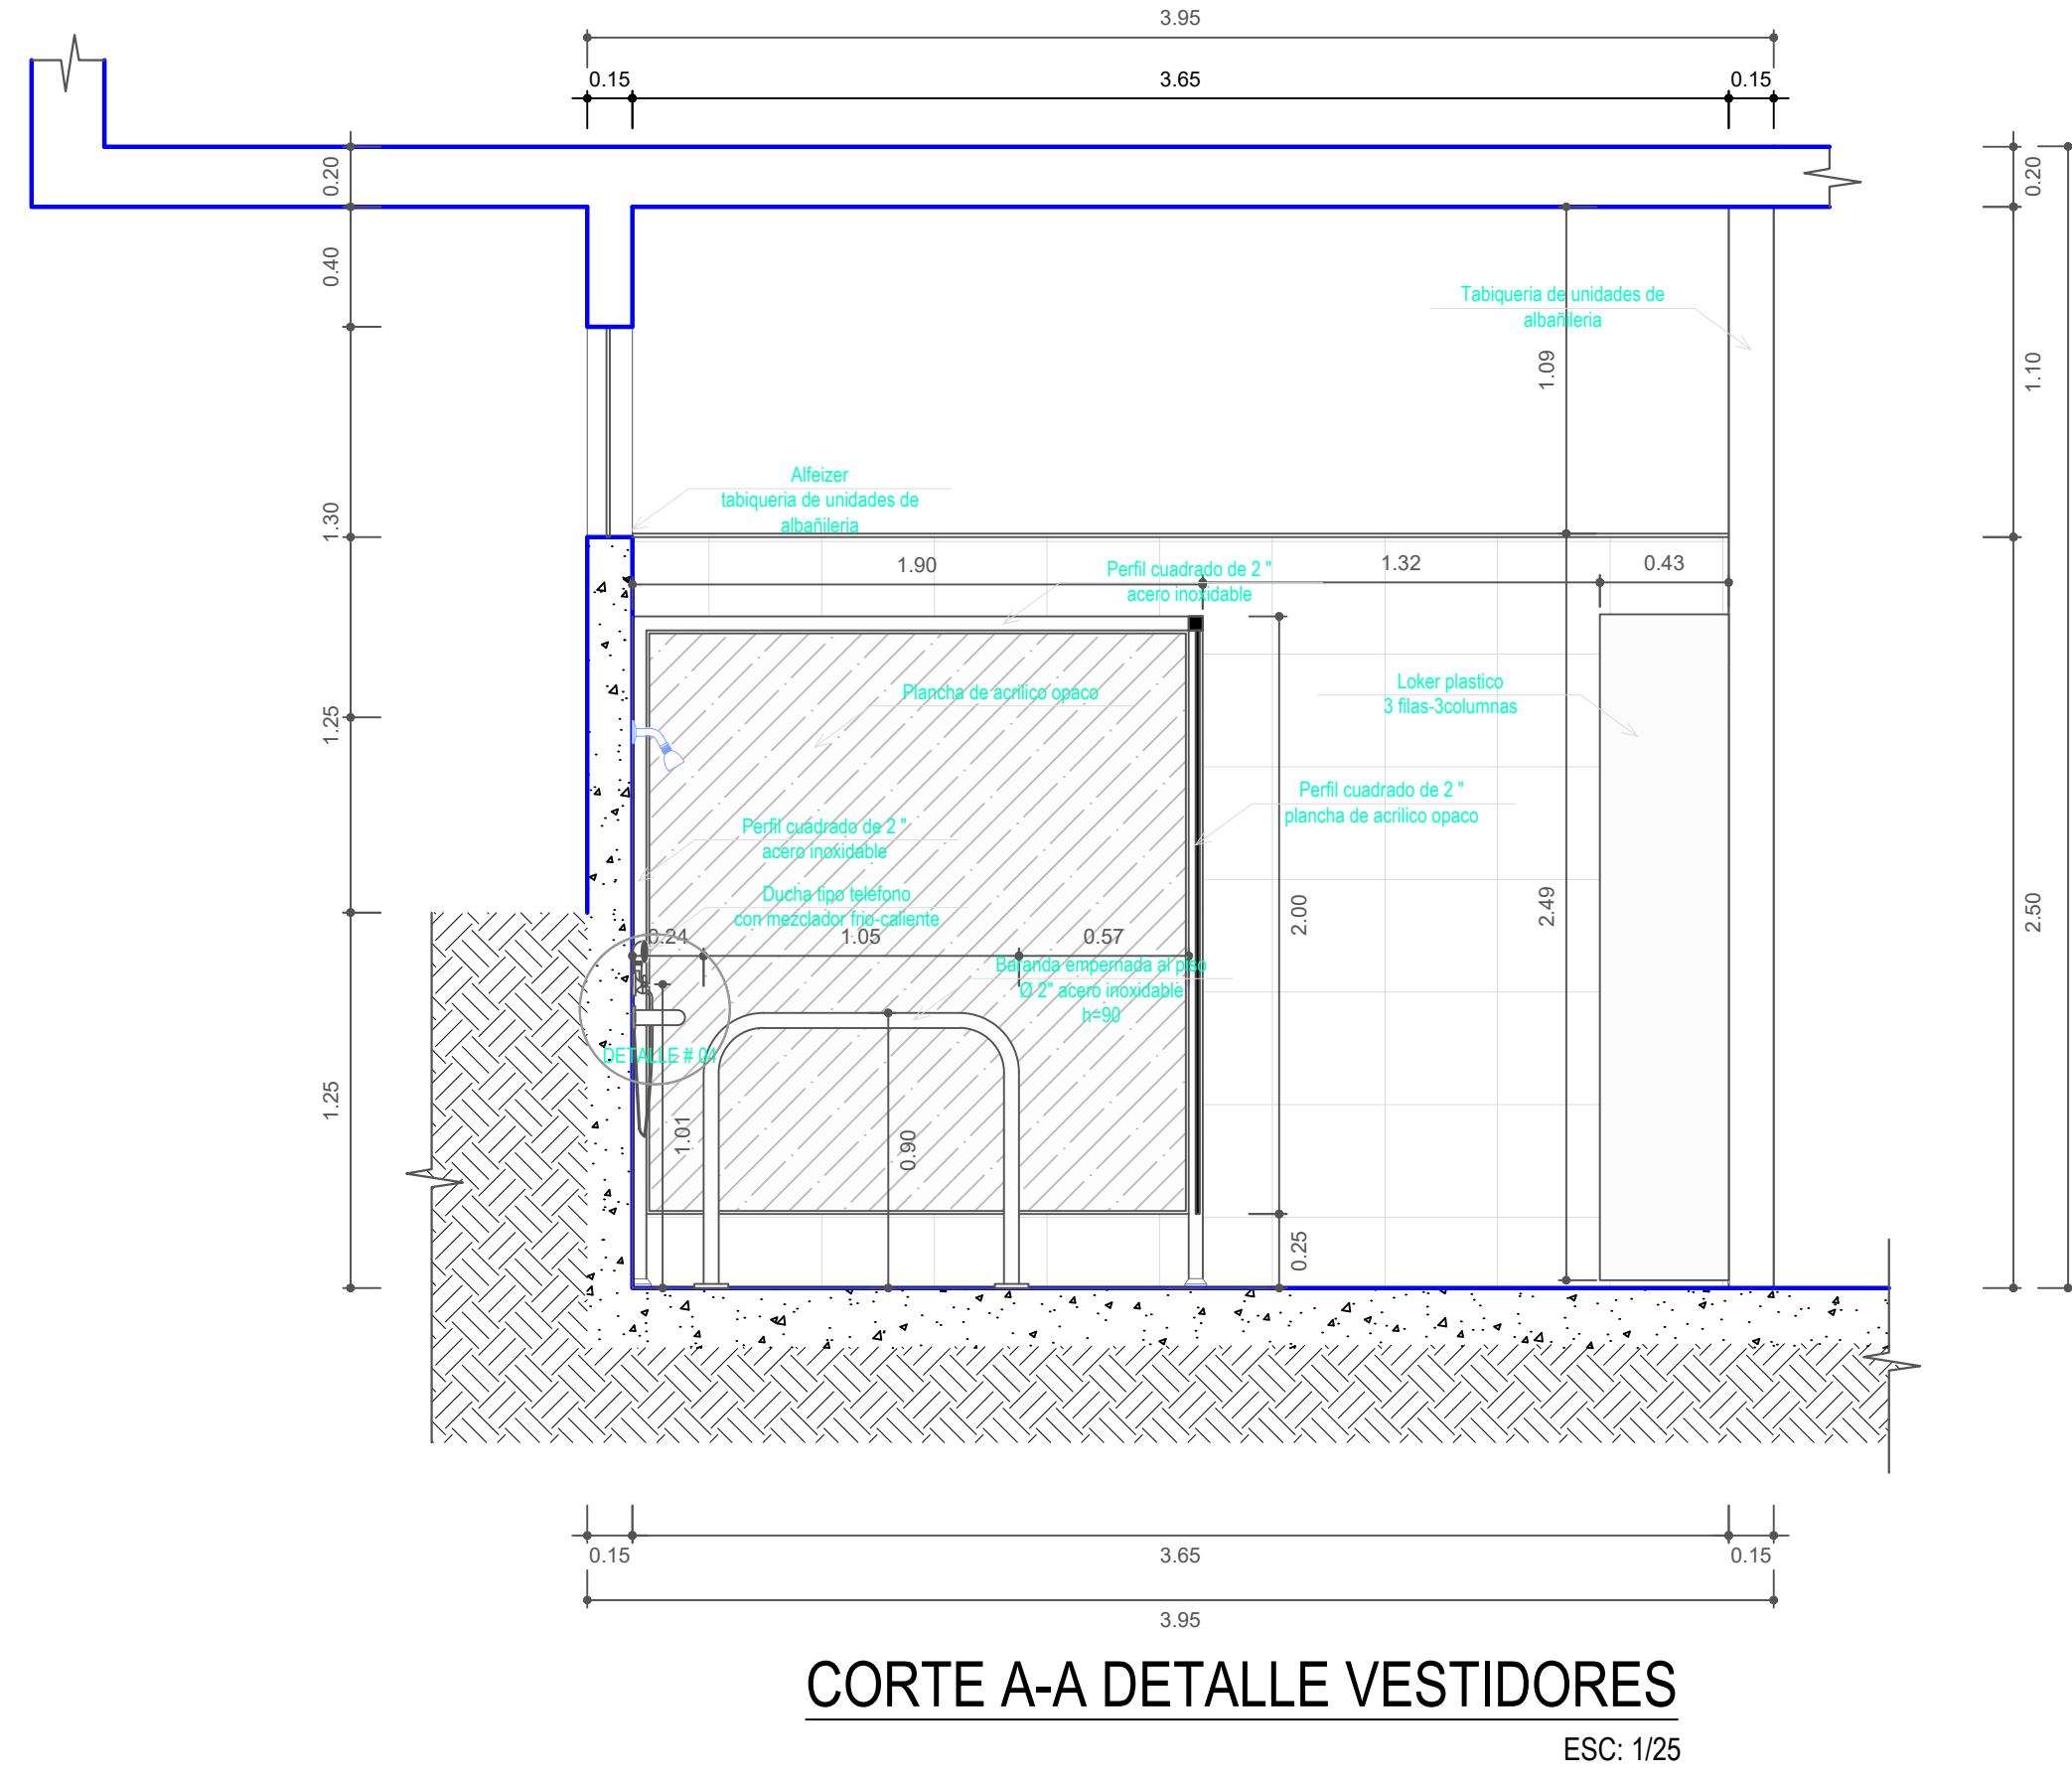 3.95
0.15
3.65
0.15
0.20
0.20
0.40
Tabiqueria de unidades de
albañileria
1.09
1.10
Alfeizer
tabiqueria de unidades de
albañileria
1.30
1.90
Perfil cuadrado de 2 "
acero inoxidable
1.32
0.43
Plancha de acrilico opaco
Loker plastico
3 filas-3columnas
1.25
Perfil cuadrado de 2 "
plancha de acrilico opaco
Perfil cuadrado de 2 "
acero inoxidable
Ducha tipo telefono
con mezclador frio-caliente
0.24
1.05
0.57
2.00
2.49
2.50
Baranda empernada al piso
Ø 2" acero inoxidable
h=90
DETALLE # 04
1.25
1.01
0.90
0.25
0.15
3.65
0.15
3.95
CORTE A-A DETALLE VESTIDORES
ESC: 1/25